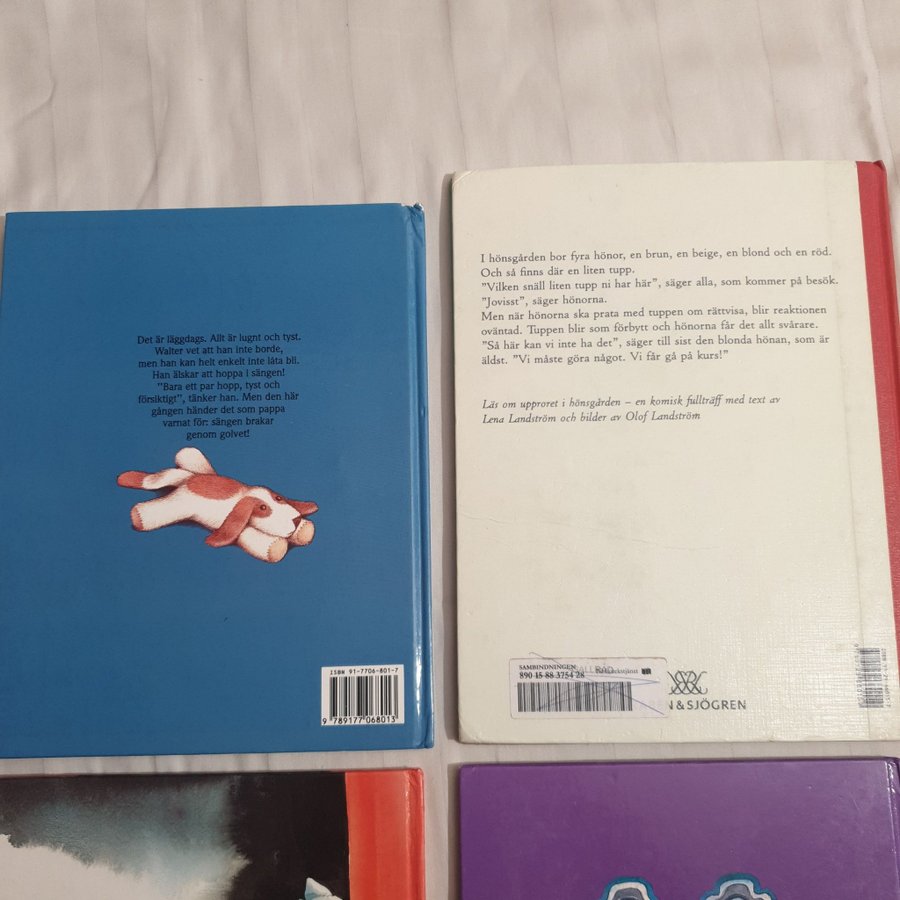 Det är läggdags. Allt är lugnt och tyst.
Walter vet att han inte borde,
men han kan helt enkelt inte låta bli.
Han älskar att hoppa i sängen!
"Bara ett par hopp, tyst och
försiktigt", tänker han. Men den här
gången händer det som pappa
varnat för: sängen brakar
genom golvet!
ISBN 91-7706-801-7
9 789177 068013
I hönsgården bor fyra hönor, en brun, en beige, en blond och en röd.
Och så finns där en liten tupp.
"Vilken snäll liten tupp ni har här", säger alla, som kommer på besök.
"Jovisst", säger hönorna.
Men när hönorna ska prata med tuppen om rättvisa, blir reaktionen
oväntad. Tuppen blir som förbytt och hönorna får det allt svårare.
"Så här kan vi inte ha det", säger till sist den blonda hönan, som är
äldst. "Vi måste göra något. Vi får gå på kurs!"
Läs om upproret i hönsgården – en komisk fullträff med text av
Lena Landström och bilder av Olof Landström
SAMBINDNINGEN
890 15 88 3754 28
N & SJÖGREN